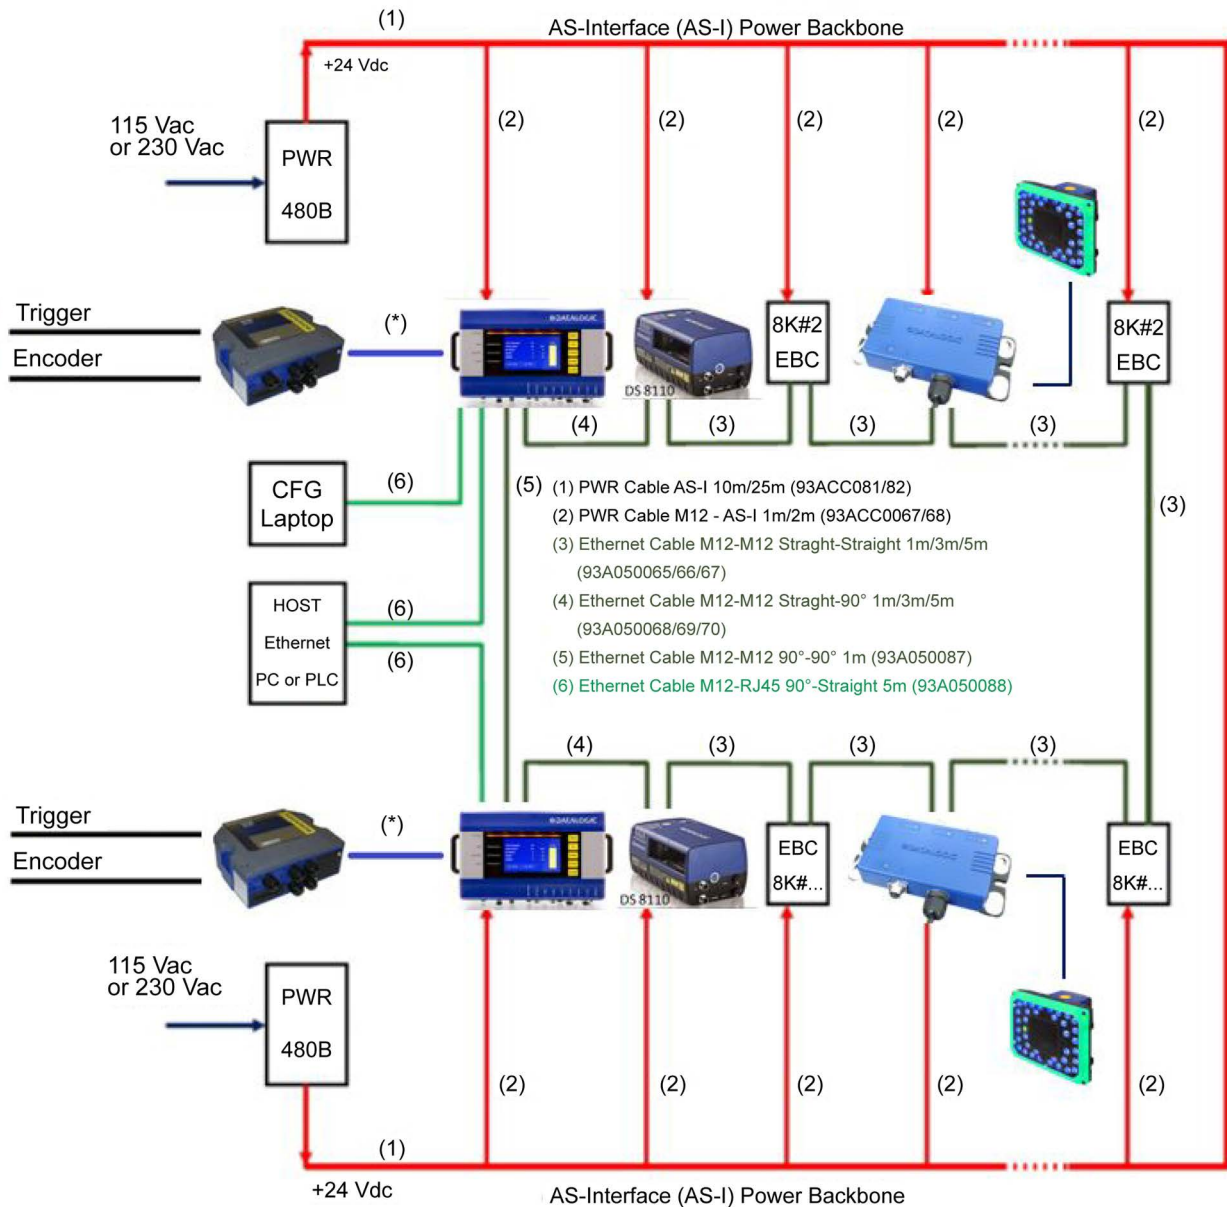 (1)
AS-Interface (AS-I) Power Backbone
+24 Vdc
115 Vac
or 230 Vac
PWR
480B
(2)
(2)
(2)
(2)
(2)
Trigger
Encoder
(*)
DATALOGIC
DS 8110
8K#2
EBC
DATALOGIC
8K#2
EBC
(4)
(3)
(3)
(3)
CFG
Laptop
(6)
(5)
(3)
(1) PWR Cable AS-I 10m/25m (93ACC081/82)
(2) PWR Cable M12 - AS-I 1m/2m (93ACC0067/68)
(3) Ethernet Cable M12-M12 Straght-Straight 1m/3m/5m
(93A050065/66/67)
(4) Ethernet Cable M12-M12 Straght-90° 1m/3m/5m
(93A050068/69/70)
(5) Ethernet Cable M12-M12 90°-90° 1m (93A050087)
(6) Ethernet Cable M12-RJ45 90°-Straight 5m (93A050088)
HOST
Ethernet
PC or PLC
(6)
(6)
(4)
(3)
(3)
(3)
Trigger
Encoder
(*)
DATALOGIC
DS 8110
EBC
8K#...
DATALOGIC
EBC
8K#...
115 Vac
or 230 Vac
PWR
480B
(2)
(2)
(2)
(2)
(2)
(1)
+24 Vdc
AS-Interface (AS-I) Power Backbone